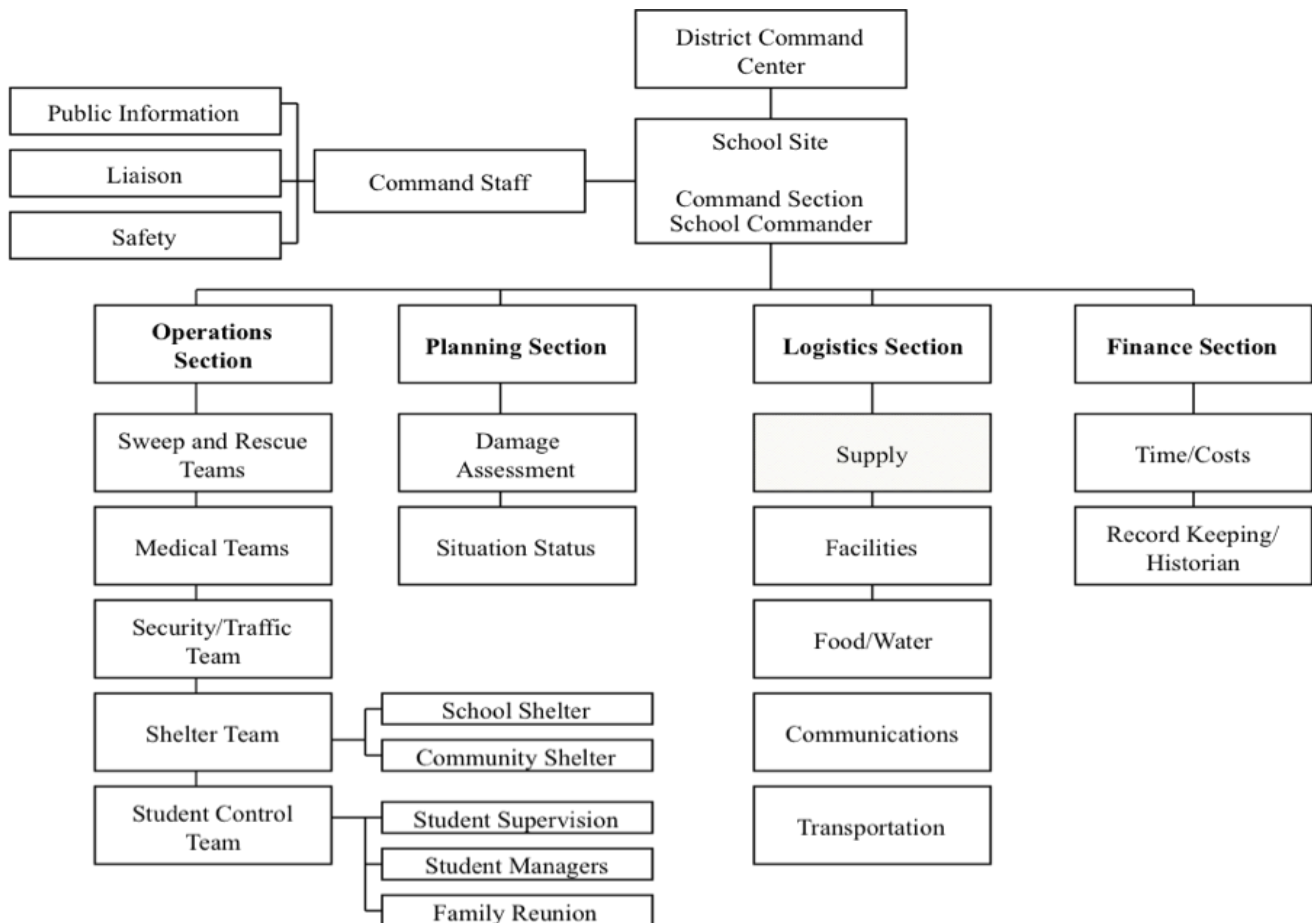 District Command
Center
Public Information
Liaison
Safety
Command Staff
School Site
Command Section
School Commander
Operations
Section
Planning Section
Logistics Section
Finance Section
Sweep and Rescue
Teams
Damage
Assessment
Supply
Time/Costs
Medical Teams
Situation Status
Facilities
Record Keeping/
Historian
Security/Traffic
Team
Food/Water
Shelter Team
School Shelter
Community Shelter
Communications
Student Control
Team
Student Supervision
Student Managers
Family Reunion
Transportation